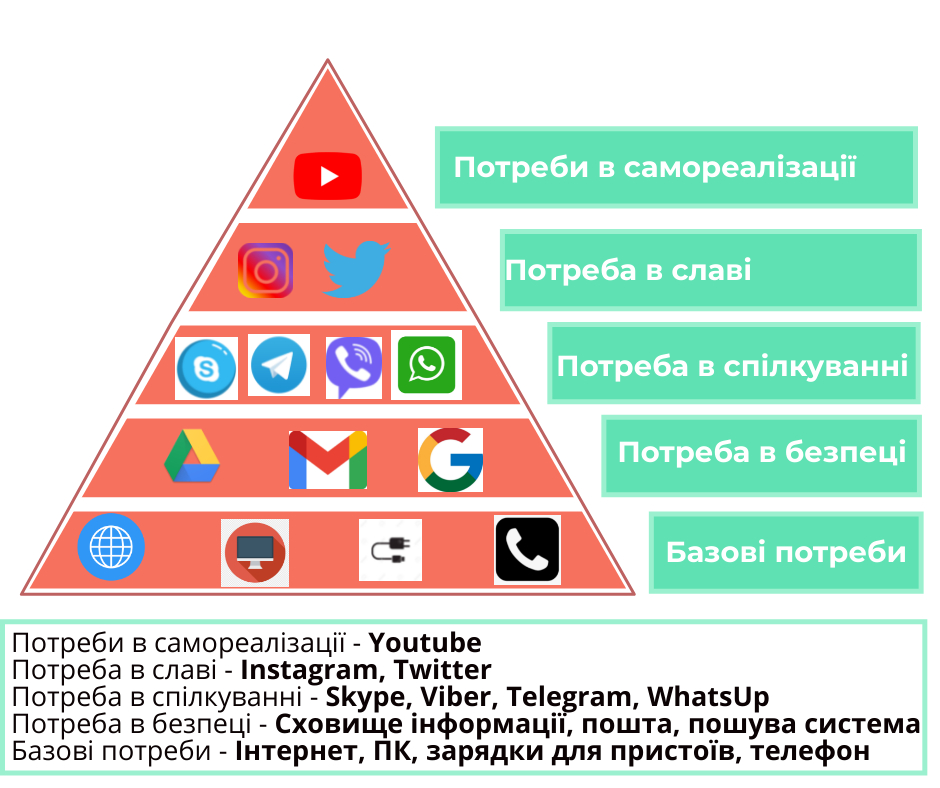 Потреби в самореалізації
Потреба в славі
Потреба в спілкуванні
Потреба в безпеці
Базові потреби
Потреби в самореалізації - Youtube
Потреба в славі - Instagram, Twitter
Потреба в спілкуванні - Skype, Viber, Telegram, WhatsUp
Потреба в безпеці - Сховище інформації, пошта, пошува система
Базові потреби - Інтернет, ПК, зарядки для пристоїв, телефон